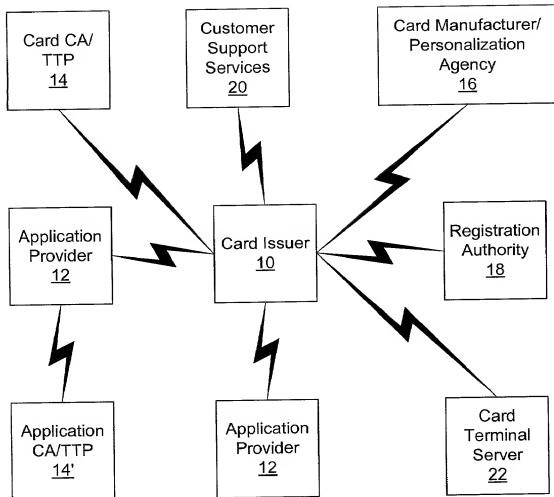 Card CA/
TTP
14
Customer
Support
Services
20
Card Manufacturer/
Personalization
Agency
16
Application
Provider
12
Card Issuer
10
Registration
Authority
18
Application
CA/TTP
14'
Application
Provider
12
Card
Terminal
Server
22